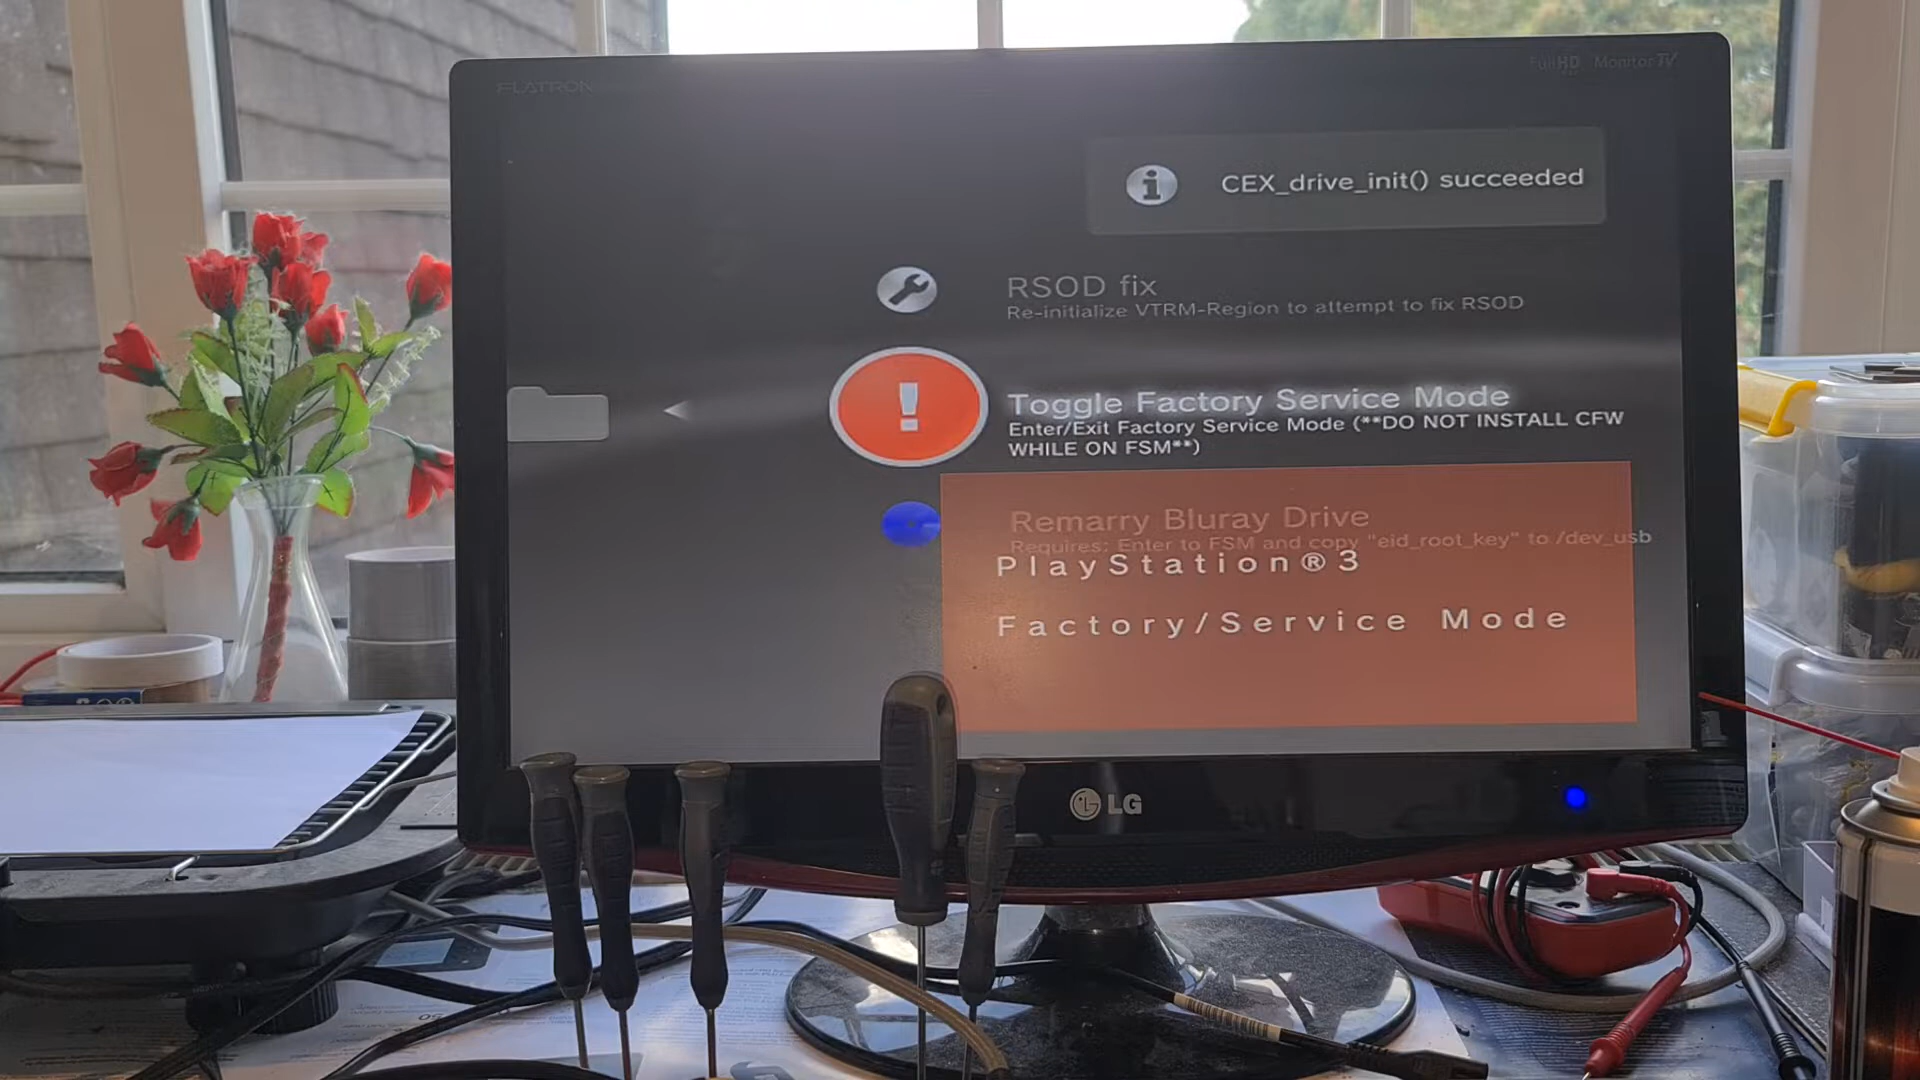 FLATRON
Full HD Monitor TV
CEX_drive_init() succeeded
RSOD fix
Re-initialize VTRM-Region to attempt to fix RSOD
Toggle Factory Service Mode
Enter/Exit Factory Service Mode (**DO NOT INSTALL CFW
WHILE ON FSM**)
Remarry Bluray Drive
Requires: Enter to FSM and copy "eid_root_key" to /dev_usb
PlayStation®3
Factory/Service Mode
LG